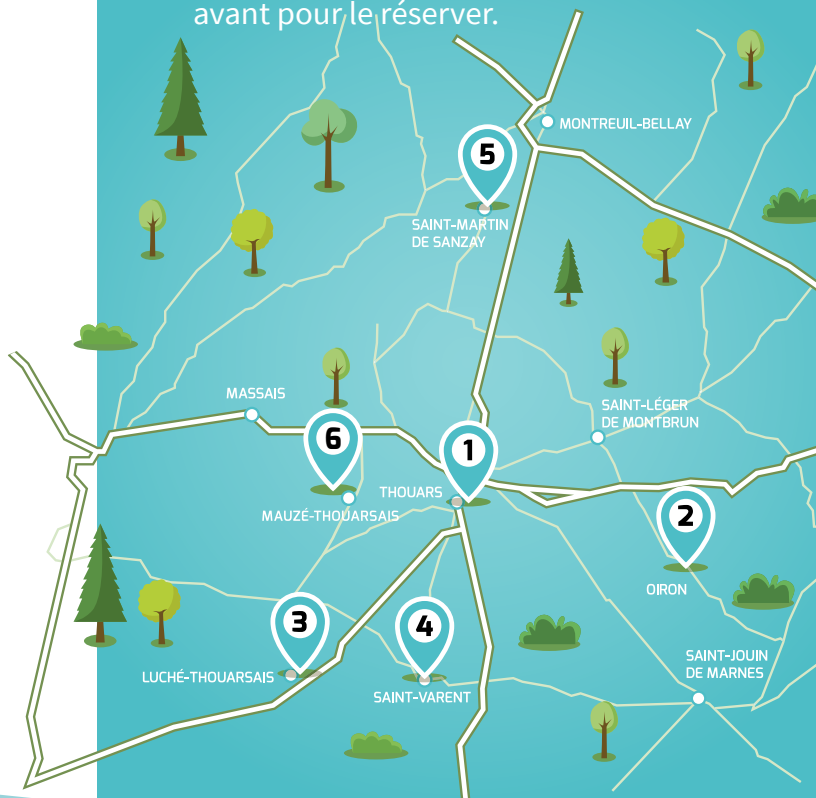 avant pour le réserver.
MONTREUIL-BELLAY
5
SAINT-MARTIN
DE SANZAY
MASSAIS
SAINT-LÉGER
DE MONTBRUN
6
1
THOUARS
MAUZÉ-THOUARSAIS
2
OIRON
3
4
LUCHÉ-THOUARSAIS
SAINT-VARENT
SAINT-JOUIN
DE MARNES